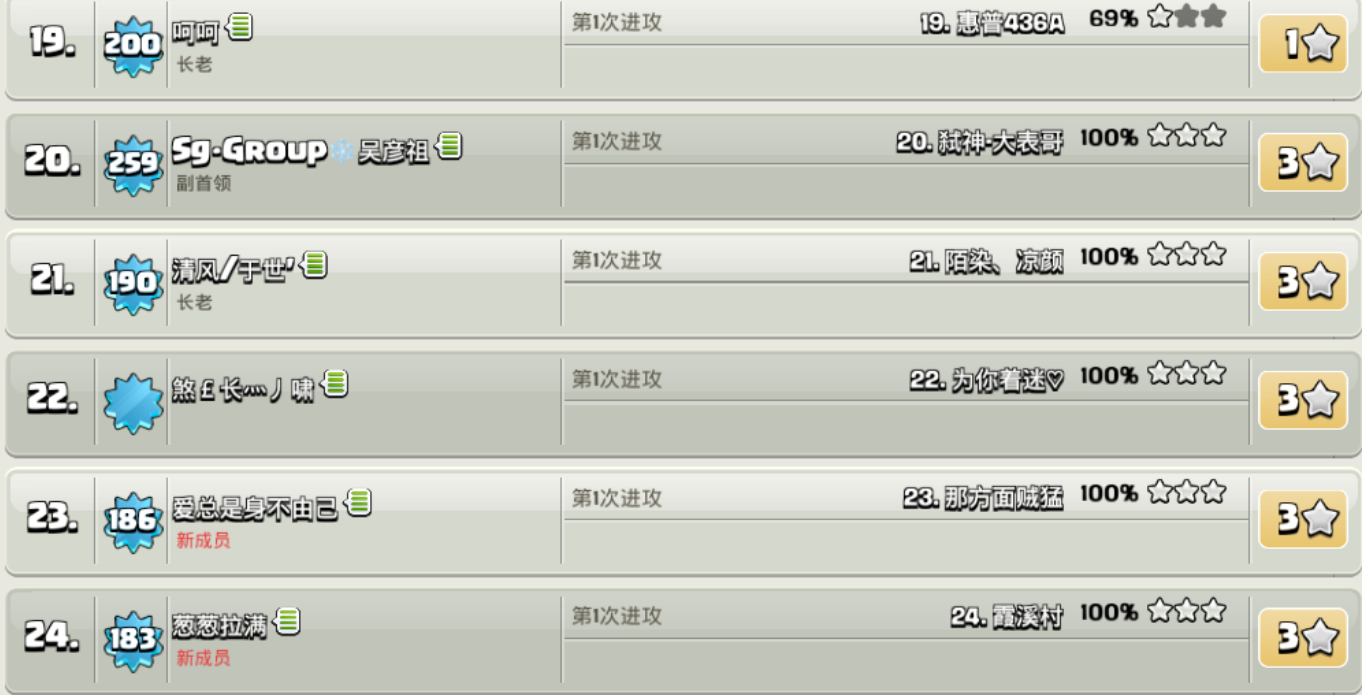 19.
200
呵呵
长老
第1次进攻
19. 惠普436A
69%
1
20.
259
Sg-Group❄吴彦祖
副首领
第1次进攻
20. 弑神-大表哥
100%
3
21.
190
清风/于世'
长老
第1次进攻
21. 陌染、凉颜
100%
3
22.
煞￡长灬丿啸
第1次进攻
22. 为你着迷♡
100%
3
23.
186
爱总是身不由己
新成员
第1次进攻
23. 那方面贼猛
100%
3
24.
183
葱葱拉满
新成员
第1次进攻
24. 霞溪村
100%
3